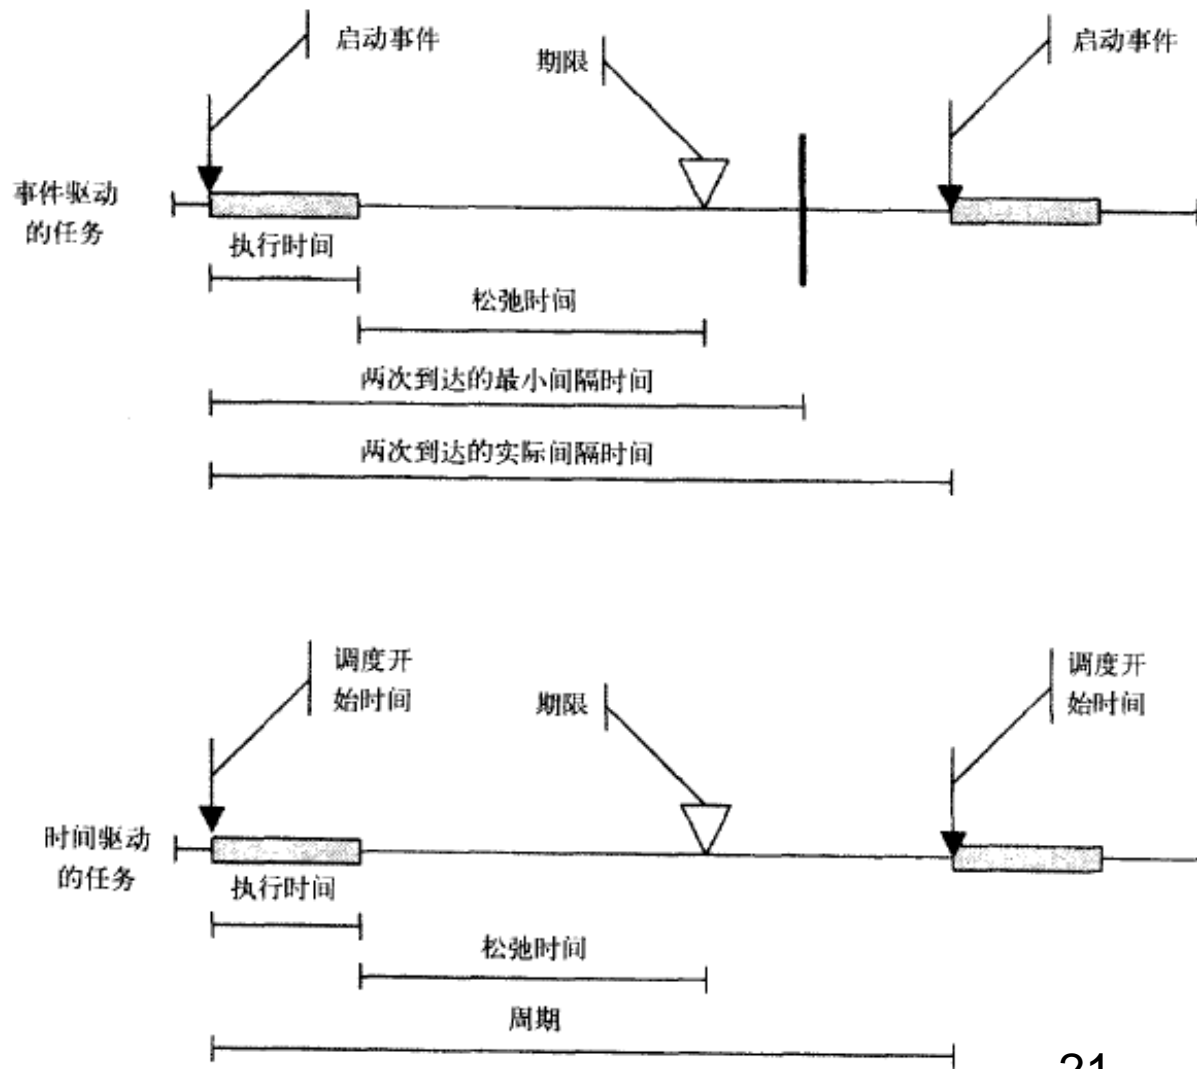 启动事件
期限
启动事件
事件驱动
的任务
执行时间
松弛时间
两次到达的最小间隔时间
两次到达的实际间隔时间
调度开
始时间
期限
调度开
始时间
时间驱动
的任务
执行时间
松弛时间
周期
21